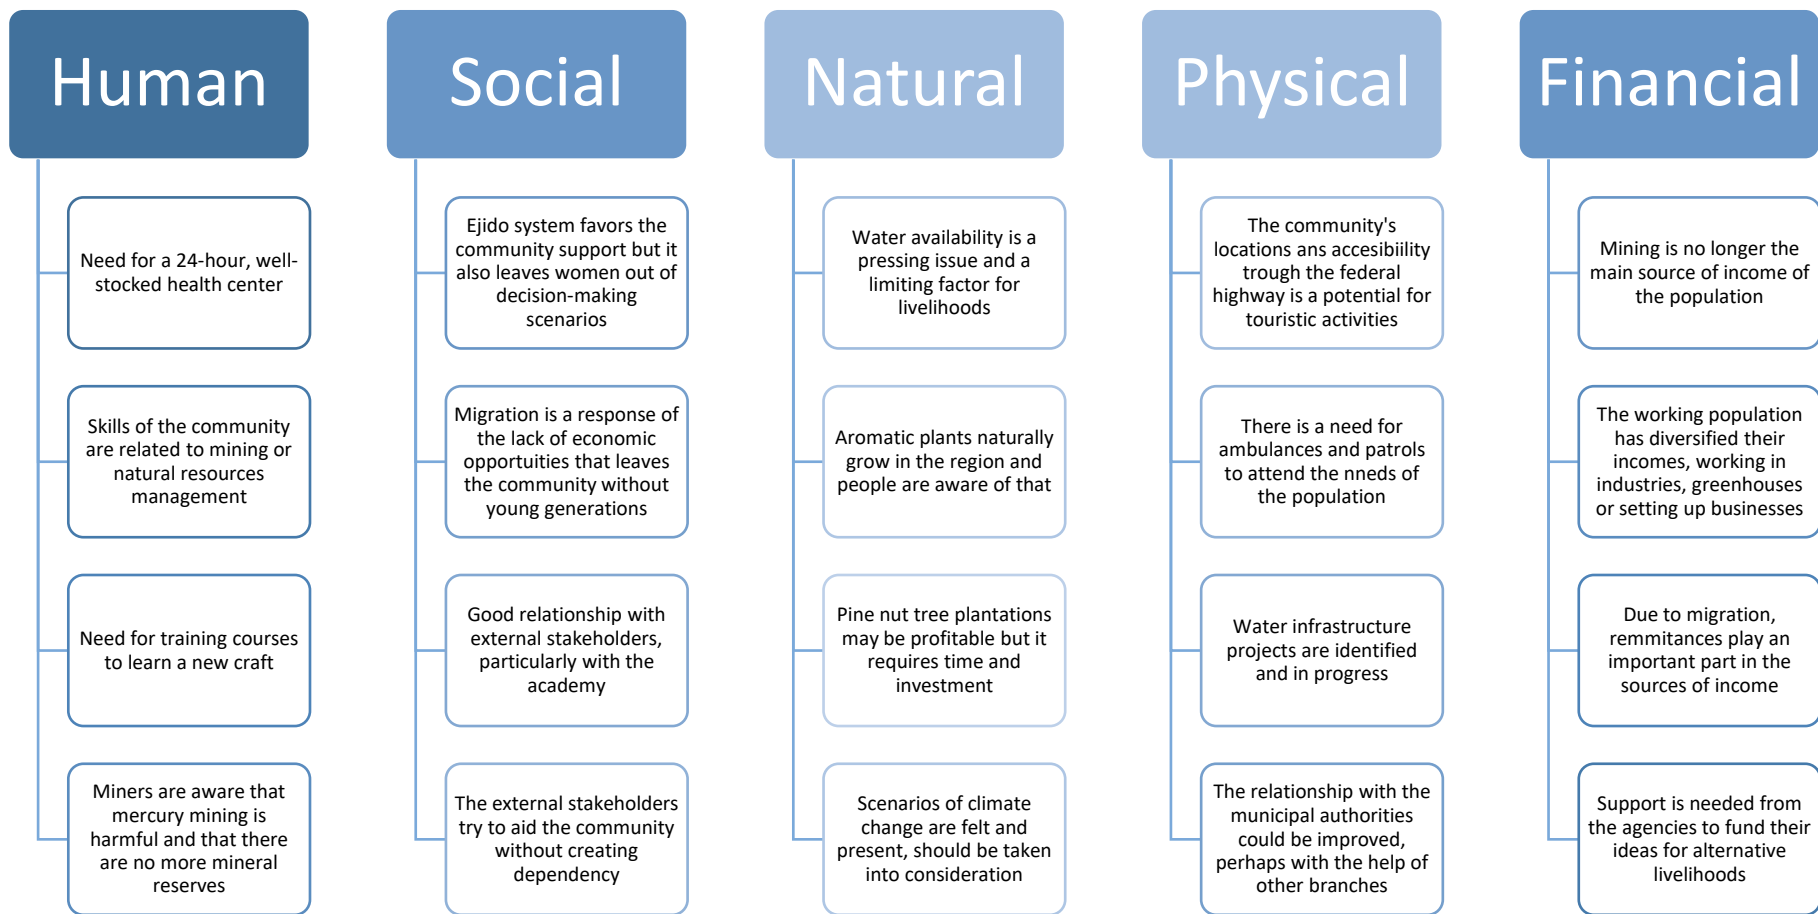 Human
Need for a 24-hour, well-
stocked health center
Skills of the community
are related to mining or
natural resources
management
Need for training courses
to learn a new craft
Miners are aware that
mercury mining is
harmful and that there
are no more mineral
reserves
Social
Ejido system favors the
community support but it
also leaves women out of
decision-making
scenarios
Migration is a response of
the lack of economic
opportuities that leaves
the community without
young generations
Good relationship with
external stakeholders,
particularly with the
academy
The external stakeholders
try to aid the community
without creating
dependency
Natural
Water availability is a
pressing issue and a
limiting factor for
livelihoods
Aromatic plants naturally
grow in the region and
people are aware of that
Pine nut tree plantations
may be profitable but it
requires time and
investment
Scenarios of climate
change are felt and
present, should be taken
into consideration
Physical
The community's
locations ans accesibiility
trough the federal
highway is a potential for
touristic activities
There is a need for
ambulances and patrols
to attend the nneds of
the population
Water infrastructure
projects are identified
and in progress
The relationship with the
municipal authorities
could be improved,
perhaps with the help of
other branches
Financial
Mining is no longer the
main source of income of
the population
The working population
has diversified their
incomes, working in
industries, greenhouses
or setting up businesses
Due to migration,
remmitances play an
important part in the
sources of income
Support is needed from
the agencies to fund their
ideas for alternative
livelihoods